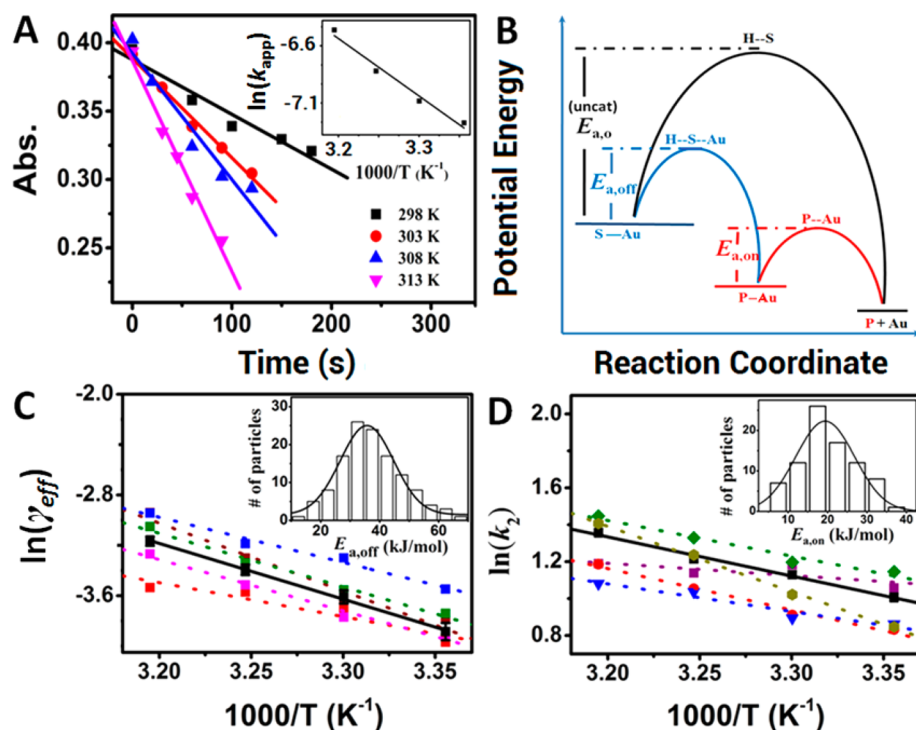 A
Abs.
0.40
0.35
0.30
0.25
0
100
200
300
Time (s)
ln(kapp)
-6.6
-7.1
3.2
3.3
1000/T (K⁻¹)
298 K
303 K
308 K
313 K
B
Potential Energy
H--S
(uncat)
Ea,o
H--S--Au
Ea,off
S—Au
P--Au
Ea,on
P–Au
P + Au
Reaction Coordinate
C
ln(γeff)
-2.0
-2.8
-3.6
3.20
3.25
3.30
3.35
1000/T (K⁻¹)
# of particles
30
20
10
0
20
40
60
Ea,off (kJ/mol)
D
ln(k2)
2.0
1.6
1.2
0.8
3.20
3.25
3.30
3.35
1000/T (K⁻¹)
# of particles
20
10
0
10
20
30
40
Ea,on (kJ/mol)